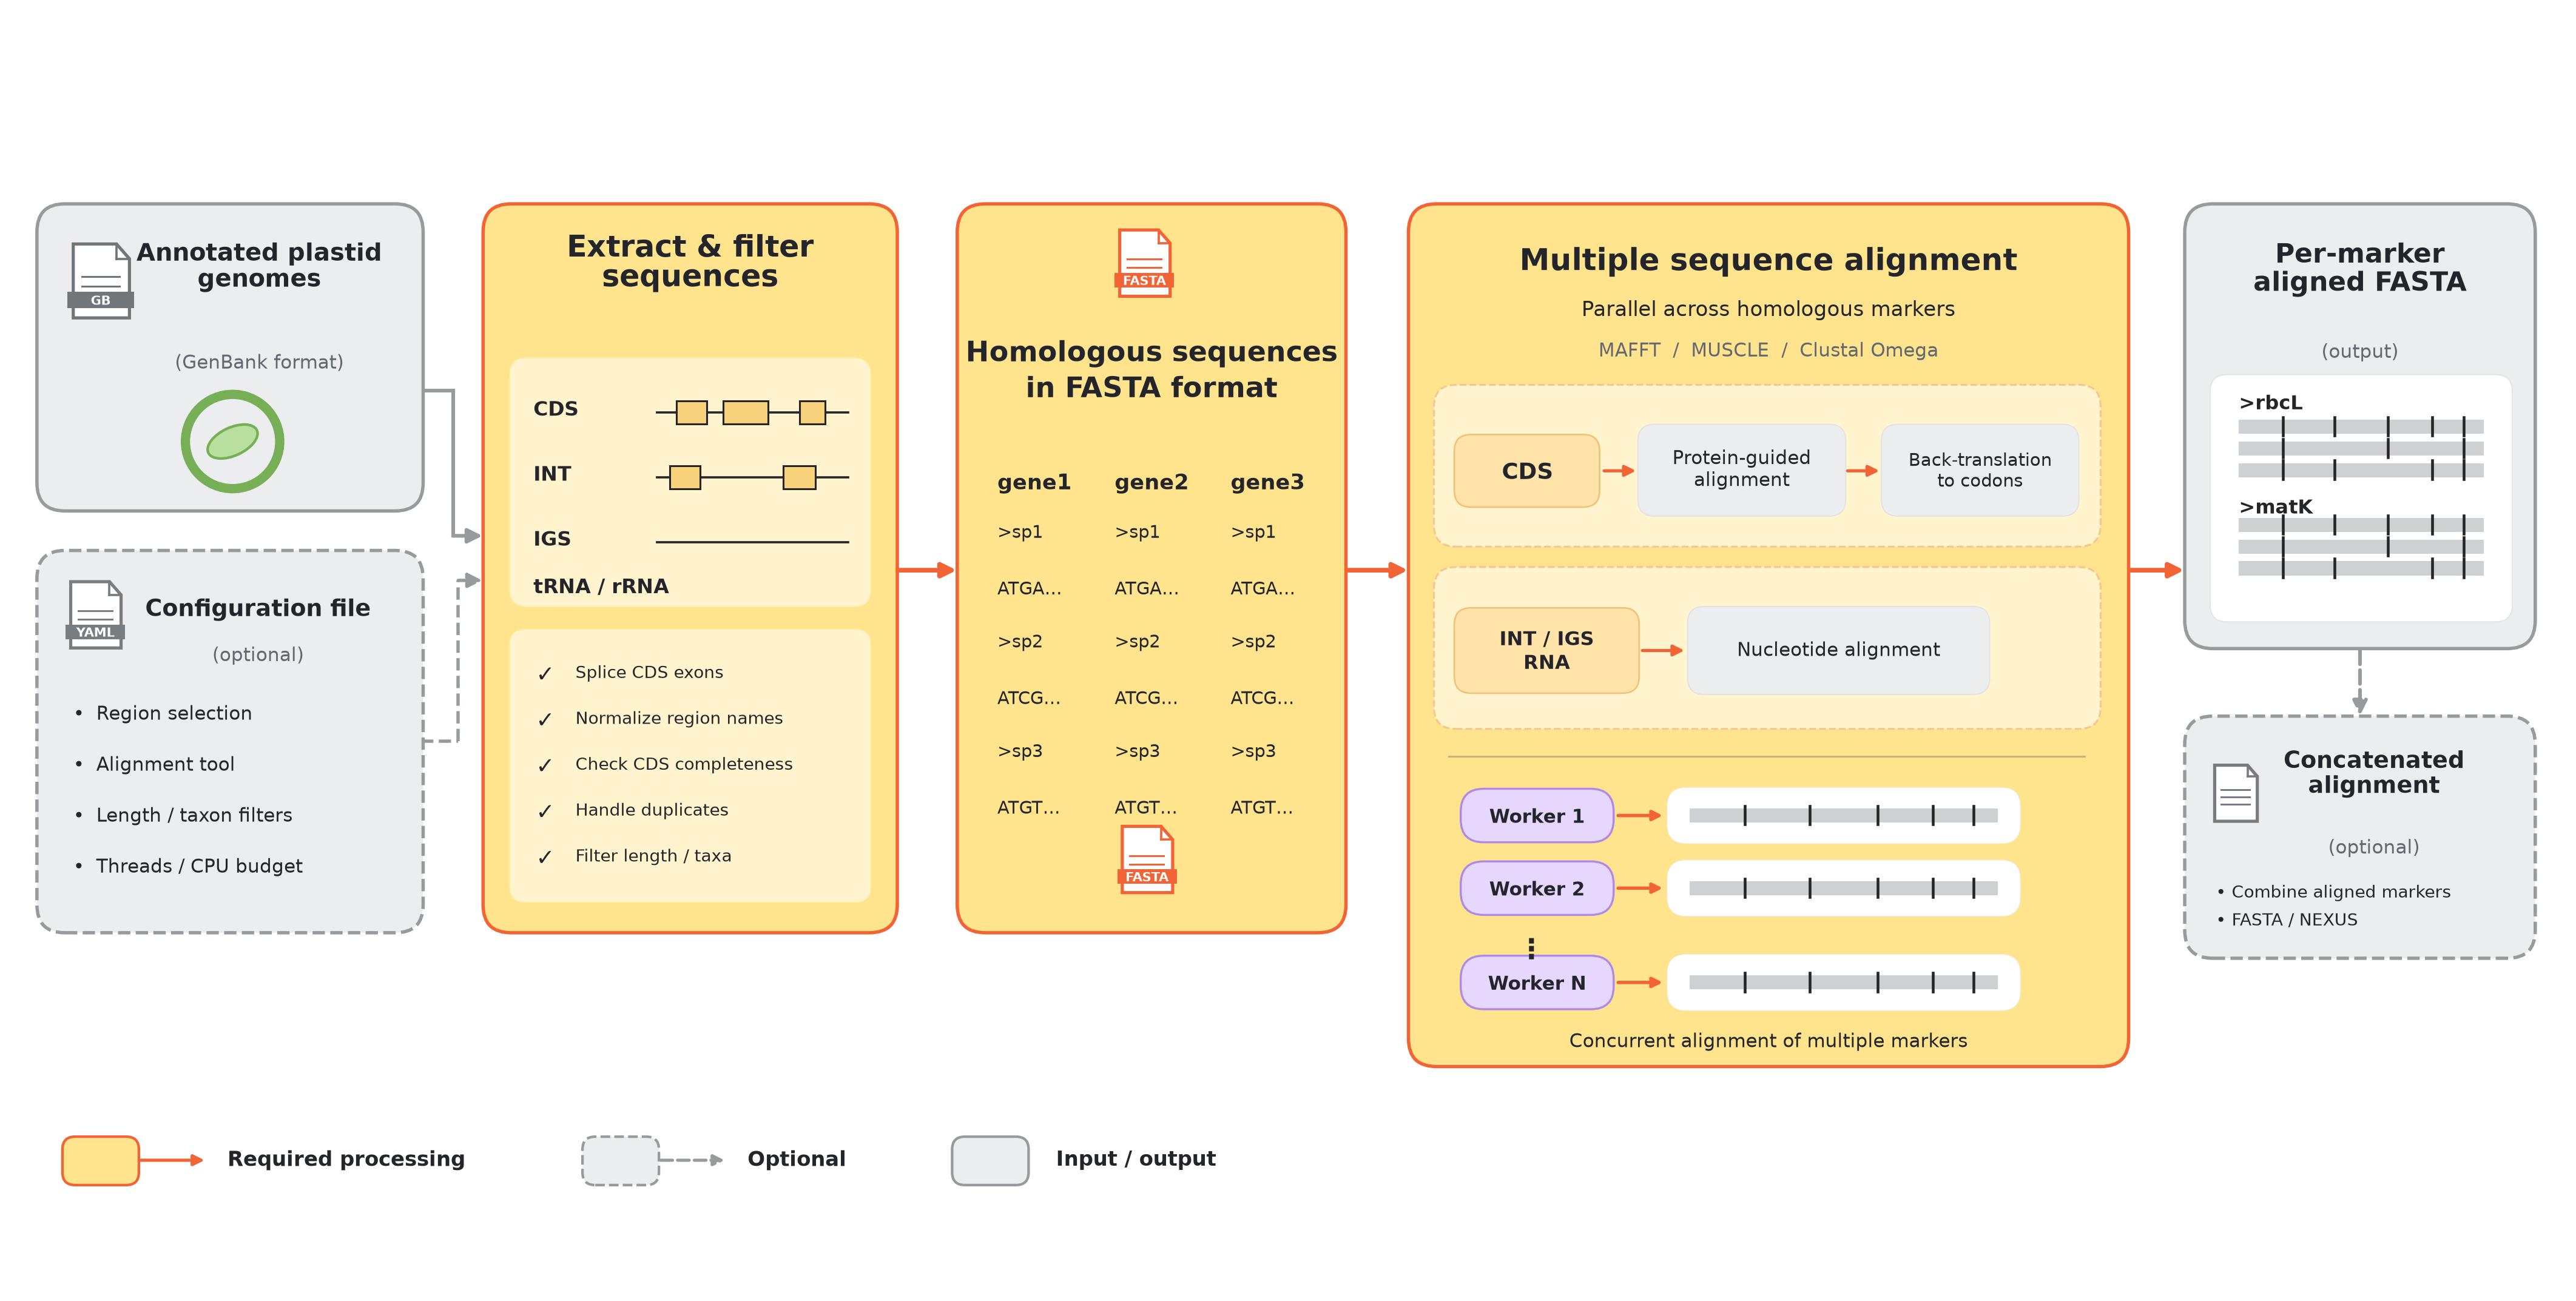 Annotated plastid
genomes
GB
(GenBank format)
Configuration file
YAML
(optional)
• Region selection
• Alignment tool
• Length / taxon filters
• Threads / CPU budget
Extract & filter
sequences
CDS
INT
IGS
tRNA / rRNA
✓ Splice CDS exons
✓ Normalize region names
✓ Check CDS completeness
✓ Handle duplicates
✓ Filter length / taxa
FASTA
Homologous sequences
in FASTA format
gene1 gene2 gene3
>sp1 >sp1 >sp1
ATGA... ATGA... ATGA...
>sp2 >sp2 >sp2
ATCG... ATCG... ATCG...
>sp3 >sp3 >sp3
ATGT... ATGT... ATGT...
FASTA
Multiple sequence alignment
Parallel across homologous markers
MAFFT / MUSCLE / Clustal Omega
CDS
Protein-guided
alignment
Back-translation
to codons
INT / IGS
RNA
Nucleotide alignment
Worker 1
Worker 2
⋮
Worker N
Concurrent alignment of multiple markers
Per-marker
aligned FASTA
(output)
>rbcL
>matK
Concatenated
alignment
(optional)
• Combine aligned markers
• FASTA / NEXUS
Required processing
Optional
Input / output